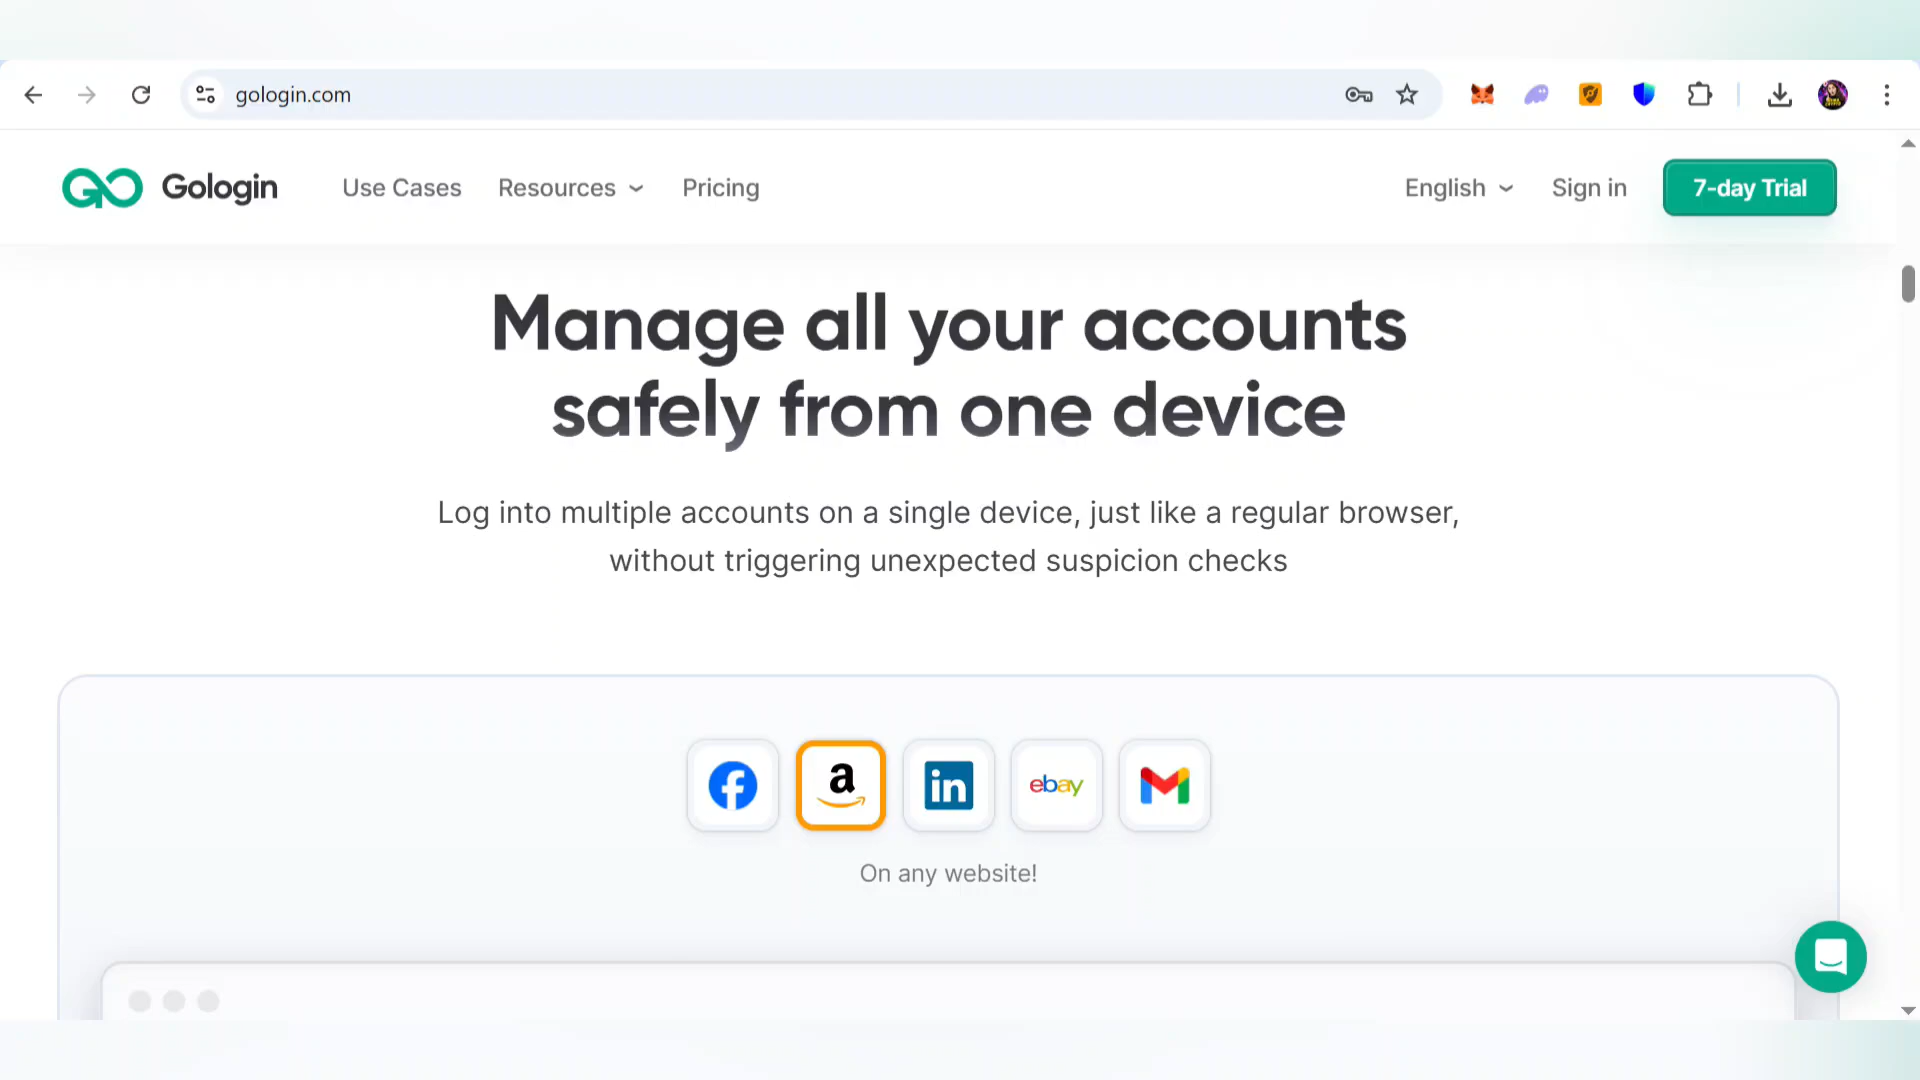 gologin.com
Gologin
Use Cases
Resources
Pricing
English
Sign in
7-day Trial
Manage all your accounts
safely from one device
Log into multiple accounts on a single device, just like a regular browser,
without triggering unexpected suspicion checks
a
in
ebay
On any website!